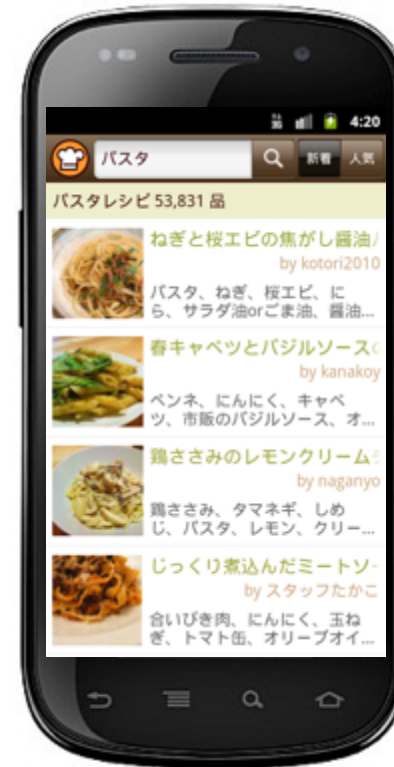 3G 4:20
パスタ 新着 人気
パスタレシピ 53,831 品
ねぎと桜エビの焦がし醤油
by kotori2010
パスタ、ねぎ、桜エビ、に
ら、サラダ油orごま油、醤油...
春キャベツとバジルソース
by kanakoy
ペンネ、にんにく、キャベ
ツ、市販のバジルソース、オ...
鶏ささみのレモンクリーム
by naganyo
鶏ささみ、タマネギ、しめ
じ、パスタ、レモン、クリー...
じっくり煮込んだミートソ
by スタッフたかこ
合いびき肉、にんにく、玉ね
ぎ、トマト缶、オリーブオイ...